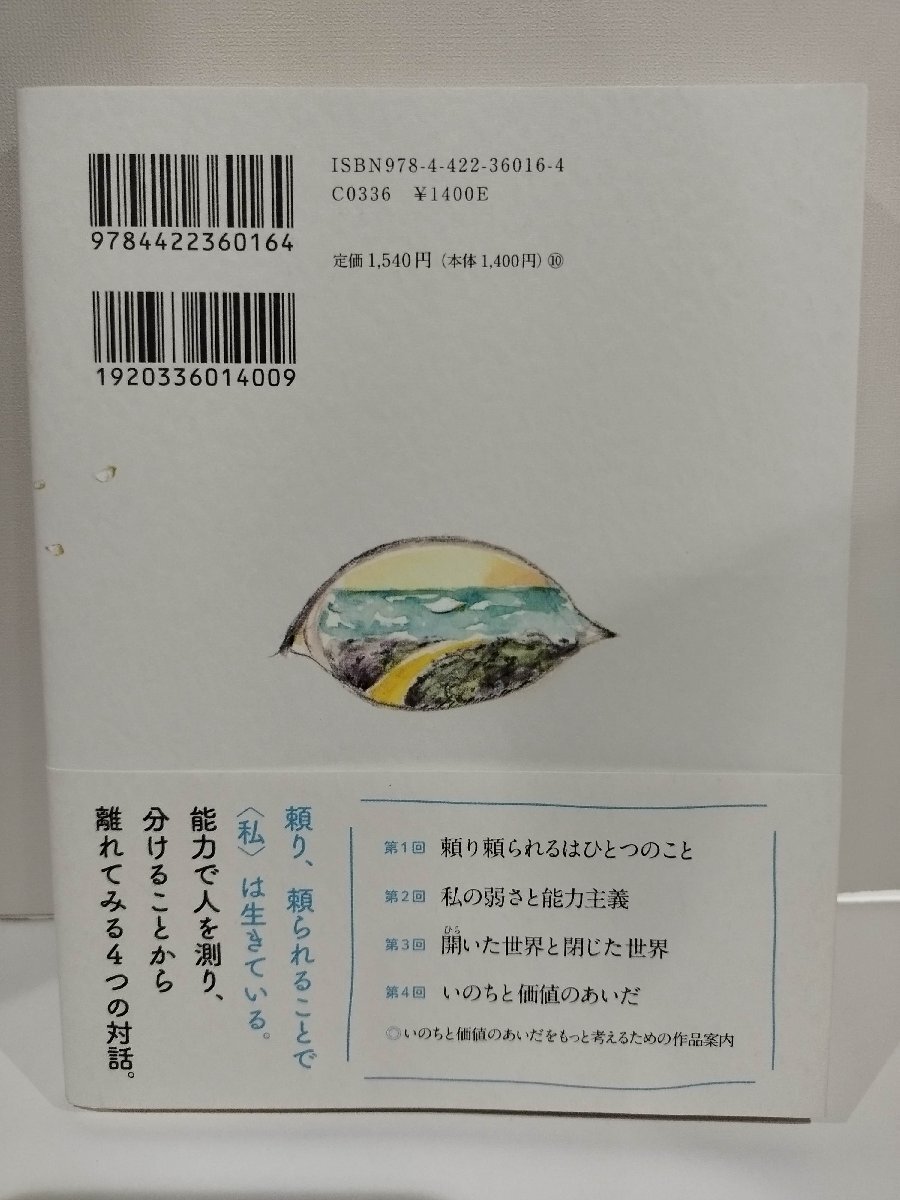 ISBN978-4-422-36016-4
C0336 ¥1400E
9784422360164
定価1,540円(本体1,400円)⑩
1920336014009
頼り、頼られることで
〈私〉は生きている。
能力で人を測り、
分けることから
離れてみる4つの対話。
第1回 頼り頼られるはひとつのこと
第2回 私の弱さと能力主義
ひら
第3回 開いた世界と閉じた世界
第4回 いのちと価値のあいだ
◎いのちと価値のあいだをもっと考えるための作品案内